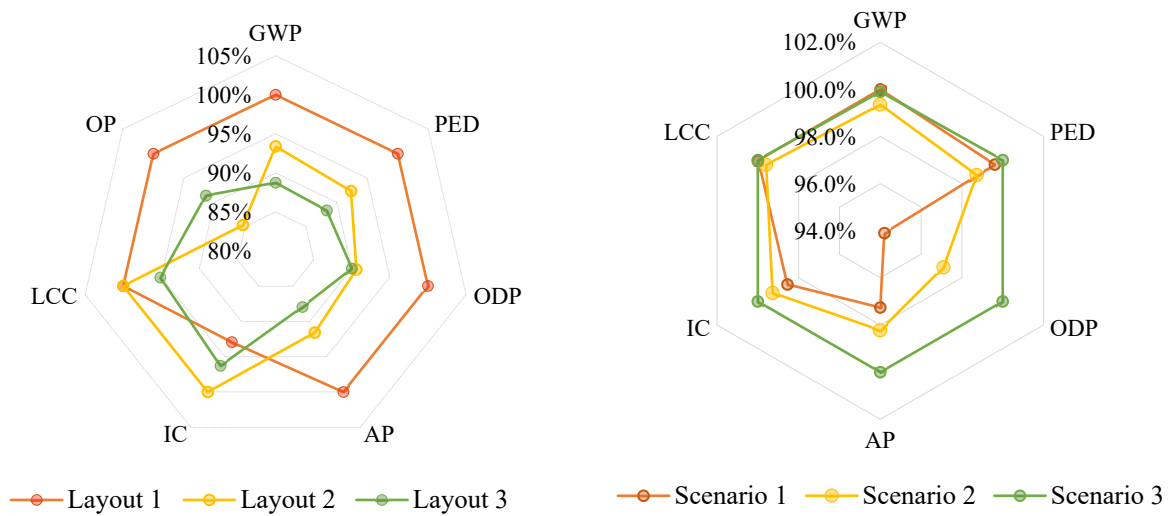 GWP
105%
100%
95%
90%
85%
80%
OP
PED
LCC
ODP
IC
AP
Layout 1
Layout 2
Layout 3
GWP
102.0%
100.0%
98.0%
96.0%
94.0%
LCC
PED
IC
ODP
AP
Scenario 1
Scenario 2
Scenario 3